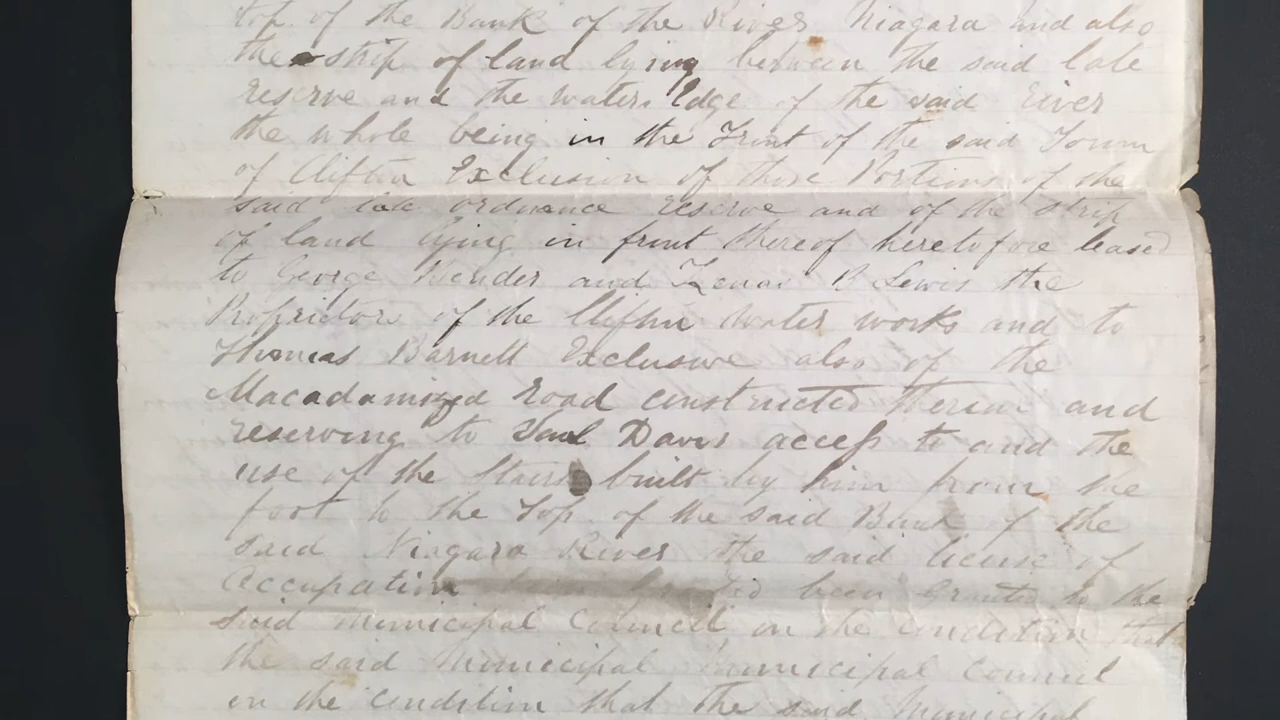 top of the Bank of the River Niagara and also
the strip of land lying between the said late
reserve and the waters Edge of the said River
the whole being in the Front of the said Town
of Clifton Exclusion of those Portions of the
said late ordnance reserve and of the strip
of land lying in front thereof heretofore leased
to George and B Lewis the
Proprietors of the Clifton Water works and to
Thomas Barnett Exclusive also of the
Macadamized Road constructed therein and
reserving to Saul Davis access to and the
use of the Stairs built by him from the
foot to the Top of the said Bank of the
said Niagara River the said license of
Occupation been Granted to the
said municipal Council on the condition that
the said Municipal municipal Council
on the condition that the said municipal